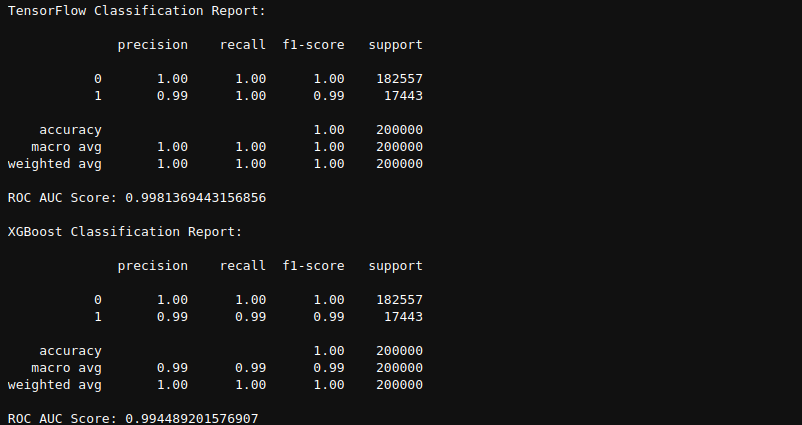 TensorFlow Classification Report:
precision recall f1-score support
0 1.00 1.00 1.00 182557
1 0.99 1.00 0.99 17443
accuracy 1.00 200000
macro avg 1.00 1.00 1.00 200000
weighted avg 1.00 1.00 1.00 200000
ROC AUC Score: 0.9981369443156856
XGBoost Classification Report:
precision recall f1-score support
0 1.00 1.00 1.00 182557
1 0.99 0.99 0.99 17443
accuracy 1.00 200000
macro avg 0.99 0.99 0.99 200000
weighted avg 1.00 1.00 1.00 200000
ROC AUC Score: 0.994489201576907